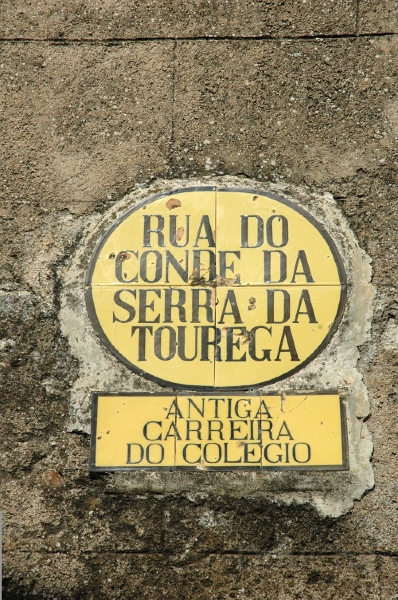 RUA DO
CONDE DA
SERRA DA
TOUREGA
ANTIGA
CARREIRA
DO COLEGIO